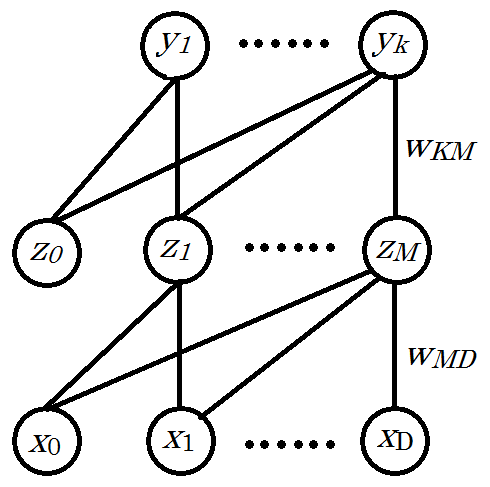 y1 ...... yk
wKM
z0 z1 ...... zM
wMD
x0 x1 ...... xD